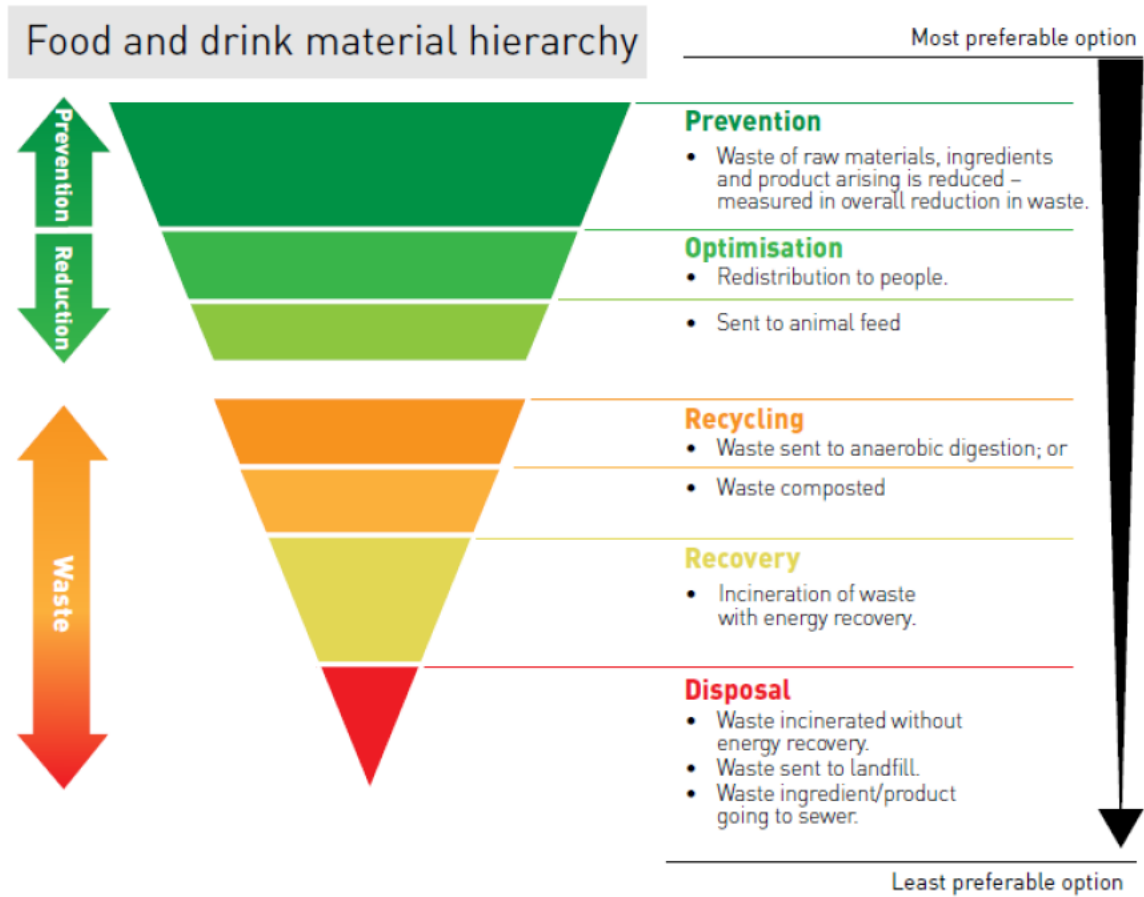 Food and drink material hierarchy
Most preferable option
Prevention
Reduction
Waste
Prevention
• Waste of raw materials, ingredients
and product arising is reduced –
measured in overall reduction in waste.
Optimisation
• Redistribution to people.
• Sent to animal feed
Recycling
• Waste sent to anaerobic digestion; or
• Waste composted
Recovery
• Incineration of waste
with energy recovery.
Disposal
• Waste incinerated without
energy recovery.
• Waste sent to landfill.
• Waste ingredient/product
going to sewer.
Least preferable option